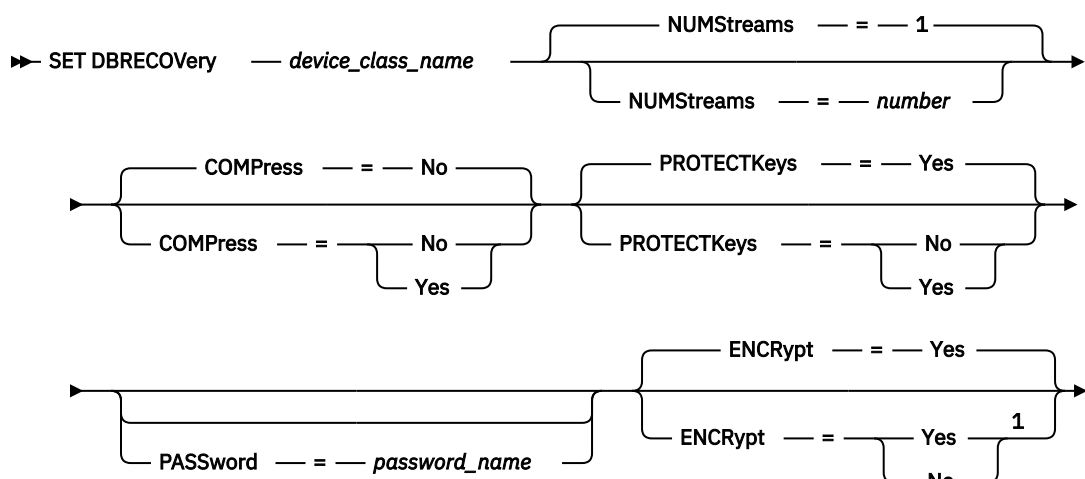 NUMStreams = 1
SET DBRECOVery device_class_name
NUMStreams = number
COMPress = No
PROTECTKeys = Yes
COMPress = No
Yes
PROTECTKeys = No
Yes
ENCRypt = Yes
PASSword = password_name
ENCRypt = Yes 1
No